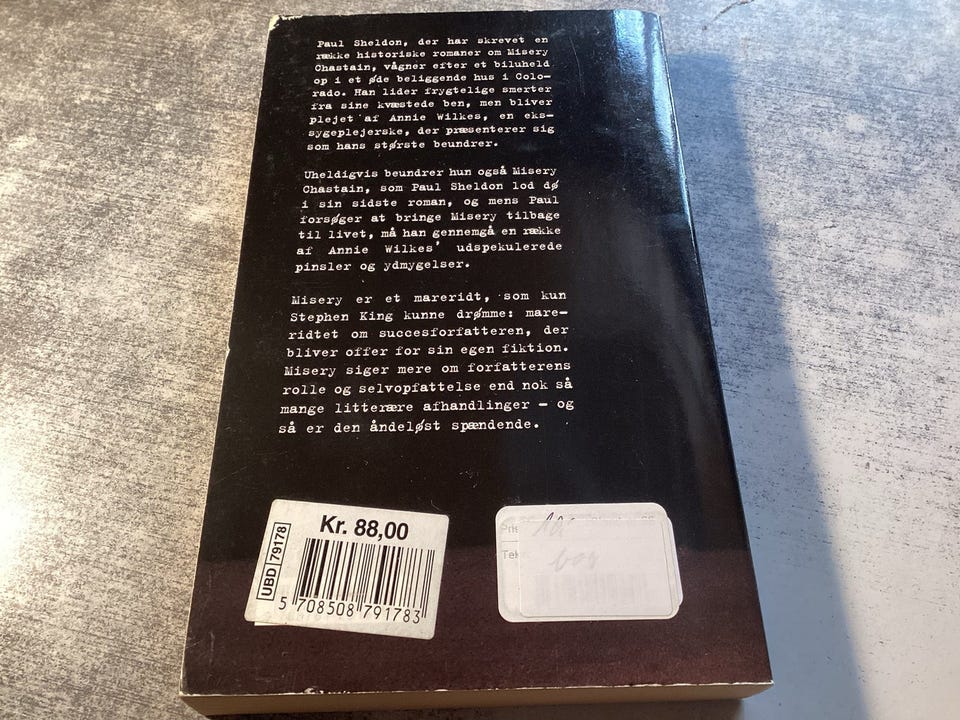 Paul Sheldon, der har skrevet en
række historiske romaner om Misery
Chastain, vågner efter et biluheld
op i et øde beliggende hus i Colo-
rado. Han lider frygtelige smerter
fra sine kvæstede ben, men bliver
plejet af Annie Wilkes, en eks-
sygeplejerske, der præsenterer sig
som hans største beundrer.
Uheldigvis beundrer hun også Misery
Chastain, som Paul Sheldon lod dø
i sin sidste roman, og mens Paul
forsøger at bringe Misery tilbage
til livet, må han gennemgå en række
af Annie Wilkes' udspekulerede
pinsler og ydmygelser.
Misery er et mareridt, som kun
Stephen King kunne drømme: mare-
ridtet om succesforfatteren, der
bliver offer for sin egen fiktion.
Misery siger mere om forfatterens
rolle og selvopfattelse end nok så
mange litterære afhandlinger – og
så er den åndeløst spændende.
Kr. 88,00
UBD 79178
5 708508 791783